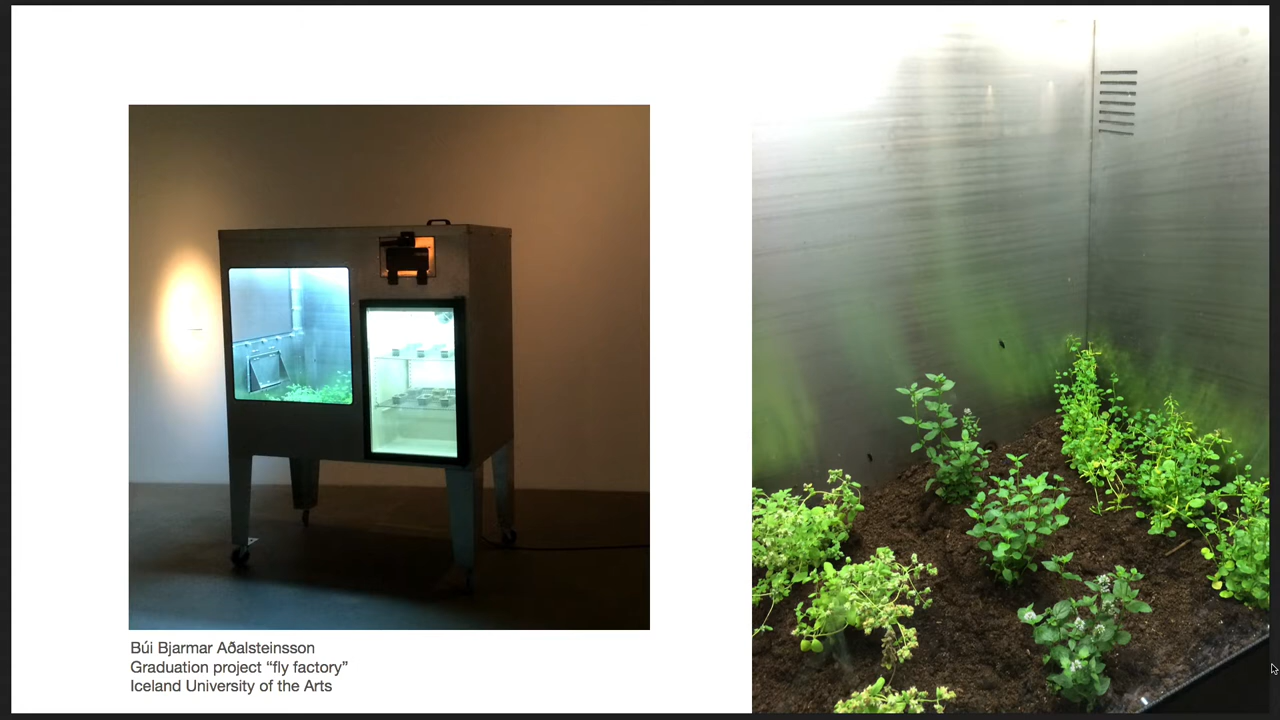 Búi Bjarmar Aðalsteinsson
Graduation project “fly factory”
Iceland University of the Arts